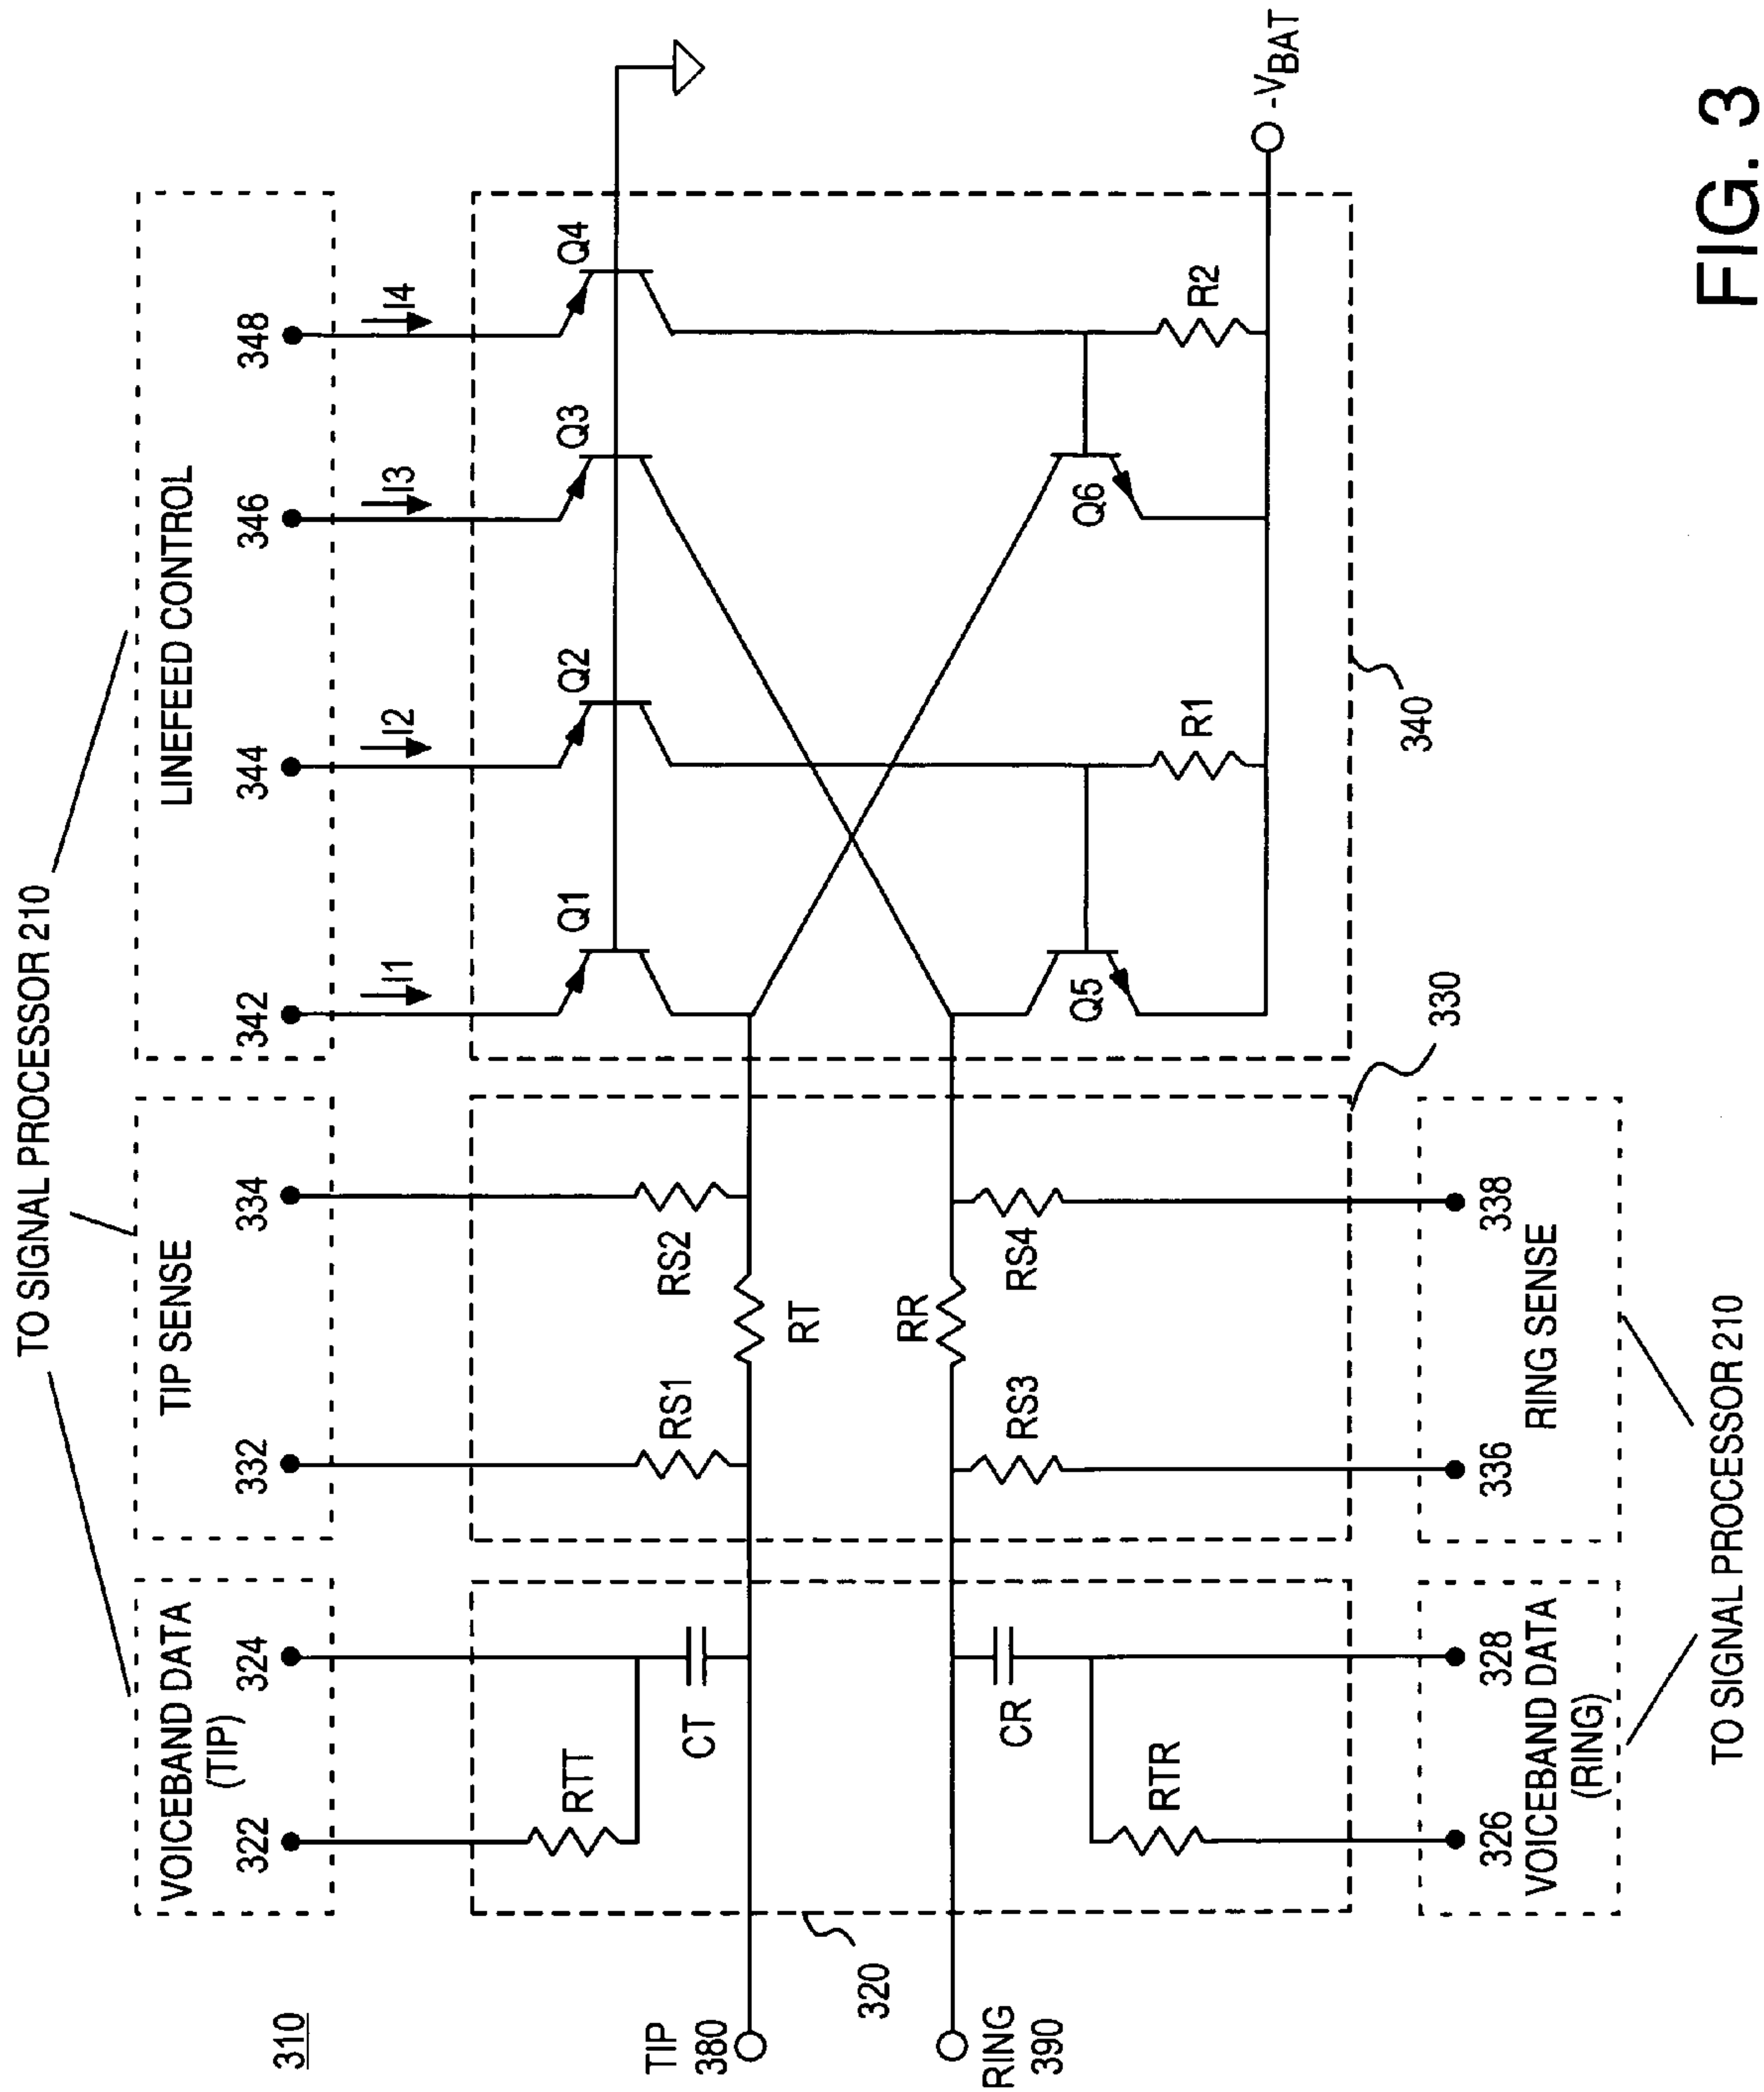 310
TO SIGNAL PROCESSOR 210
VOICEBAND DATA
(TIP)
322
324
TIP SENSE
332
334
LINEFEED CONTROL
342
344
346
348
I1
I2
I3
I4
RTT
CT
RS1
RS2
Q1
Q2
Q3
Q4
TIP
380
RT
RING
390
RR
320
CR
RTR
RS3
RS4
Q5
Q6
R1
R2
-VBAT
330
340
326
328
VOICEBAND DATA
(RING)
336
338
RING SENSE
TO SIGNAL PROCESSOR 210
FIG. 3